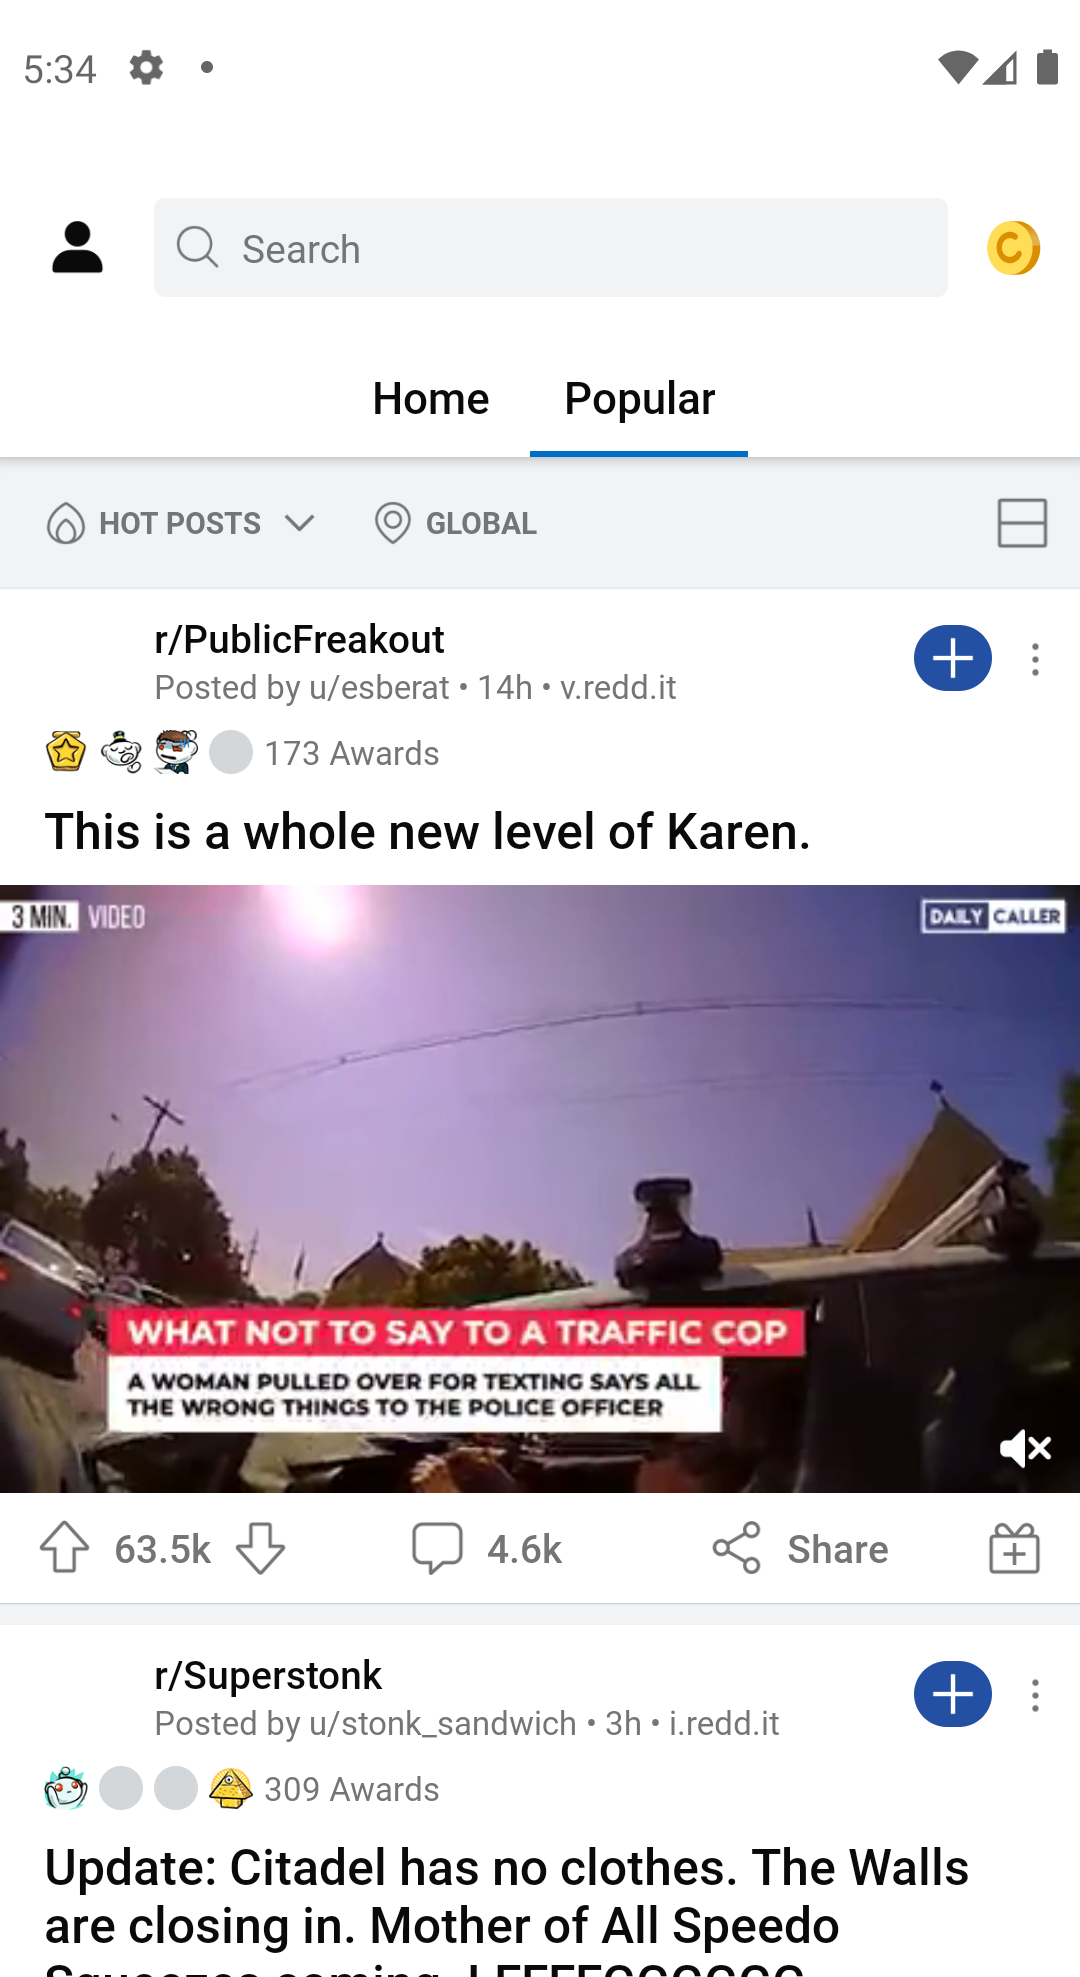 5:34
Search
Home Popular
HOT POSTS GLOBAL
r/PublicFreakout
Posted by u/esberat • 14h • v.redd.it
173 Awards
This is a whole new level of Karen.
3 MIN. VIDEO
DAILY CALLER
WHAT NOT TO SAY TO A TRAFFIC COP
A WOMAN PULLED OVER FOR TEXTING SAYS ALL
THE WRONG THINGS TO THE POLICE OFFICER
63.5k 4.6k Share
r/Superstonk
Posted by u/stonk_sandwich • 3h • i.redd.it
309 Awards
Update: Citadel has no clothes. The Walls
are closing in. Mother of All Speedo